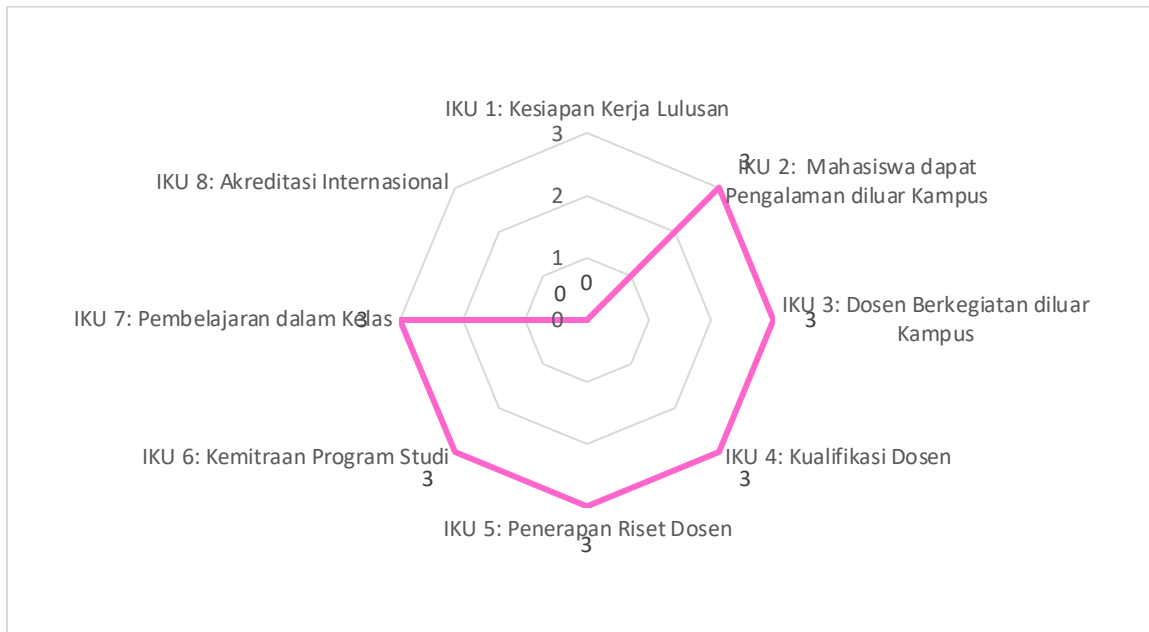 IKU 1: Kesiapan Kerja Lulusan
3
3
IKU 2:  Mahasiswa dapat
Pengalaman diluar Kampus
IKU 8: Akreditasi Internasional
2
1
0
0
IKU 3: Dosen Berkegiatan diluar
Kampus
3
IKU 7: Pembelajaran dalam Kelas
3
0
IKU 6: Kemitraan Program Studi
3
IKU 4: Kualifikasi Dosen
3
IKU 5: Penerapan Riset Dosen
3